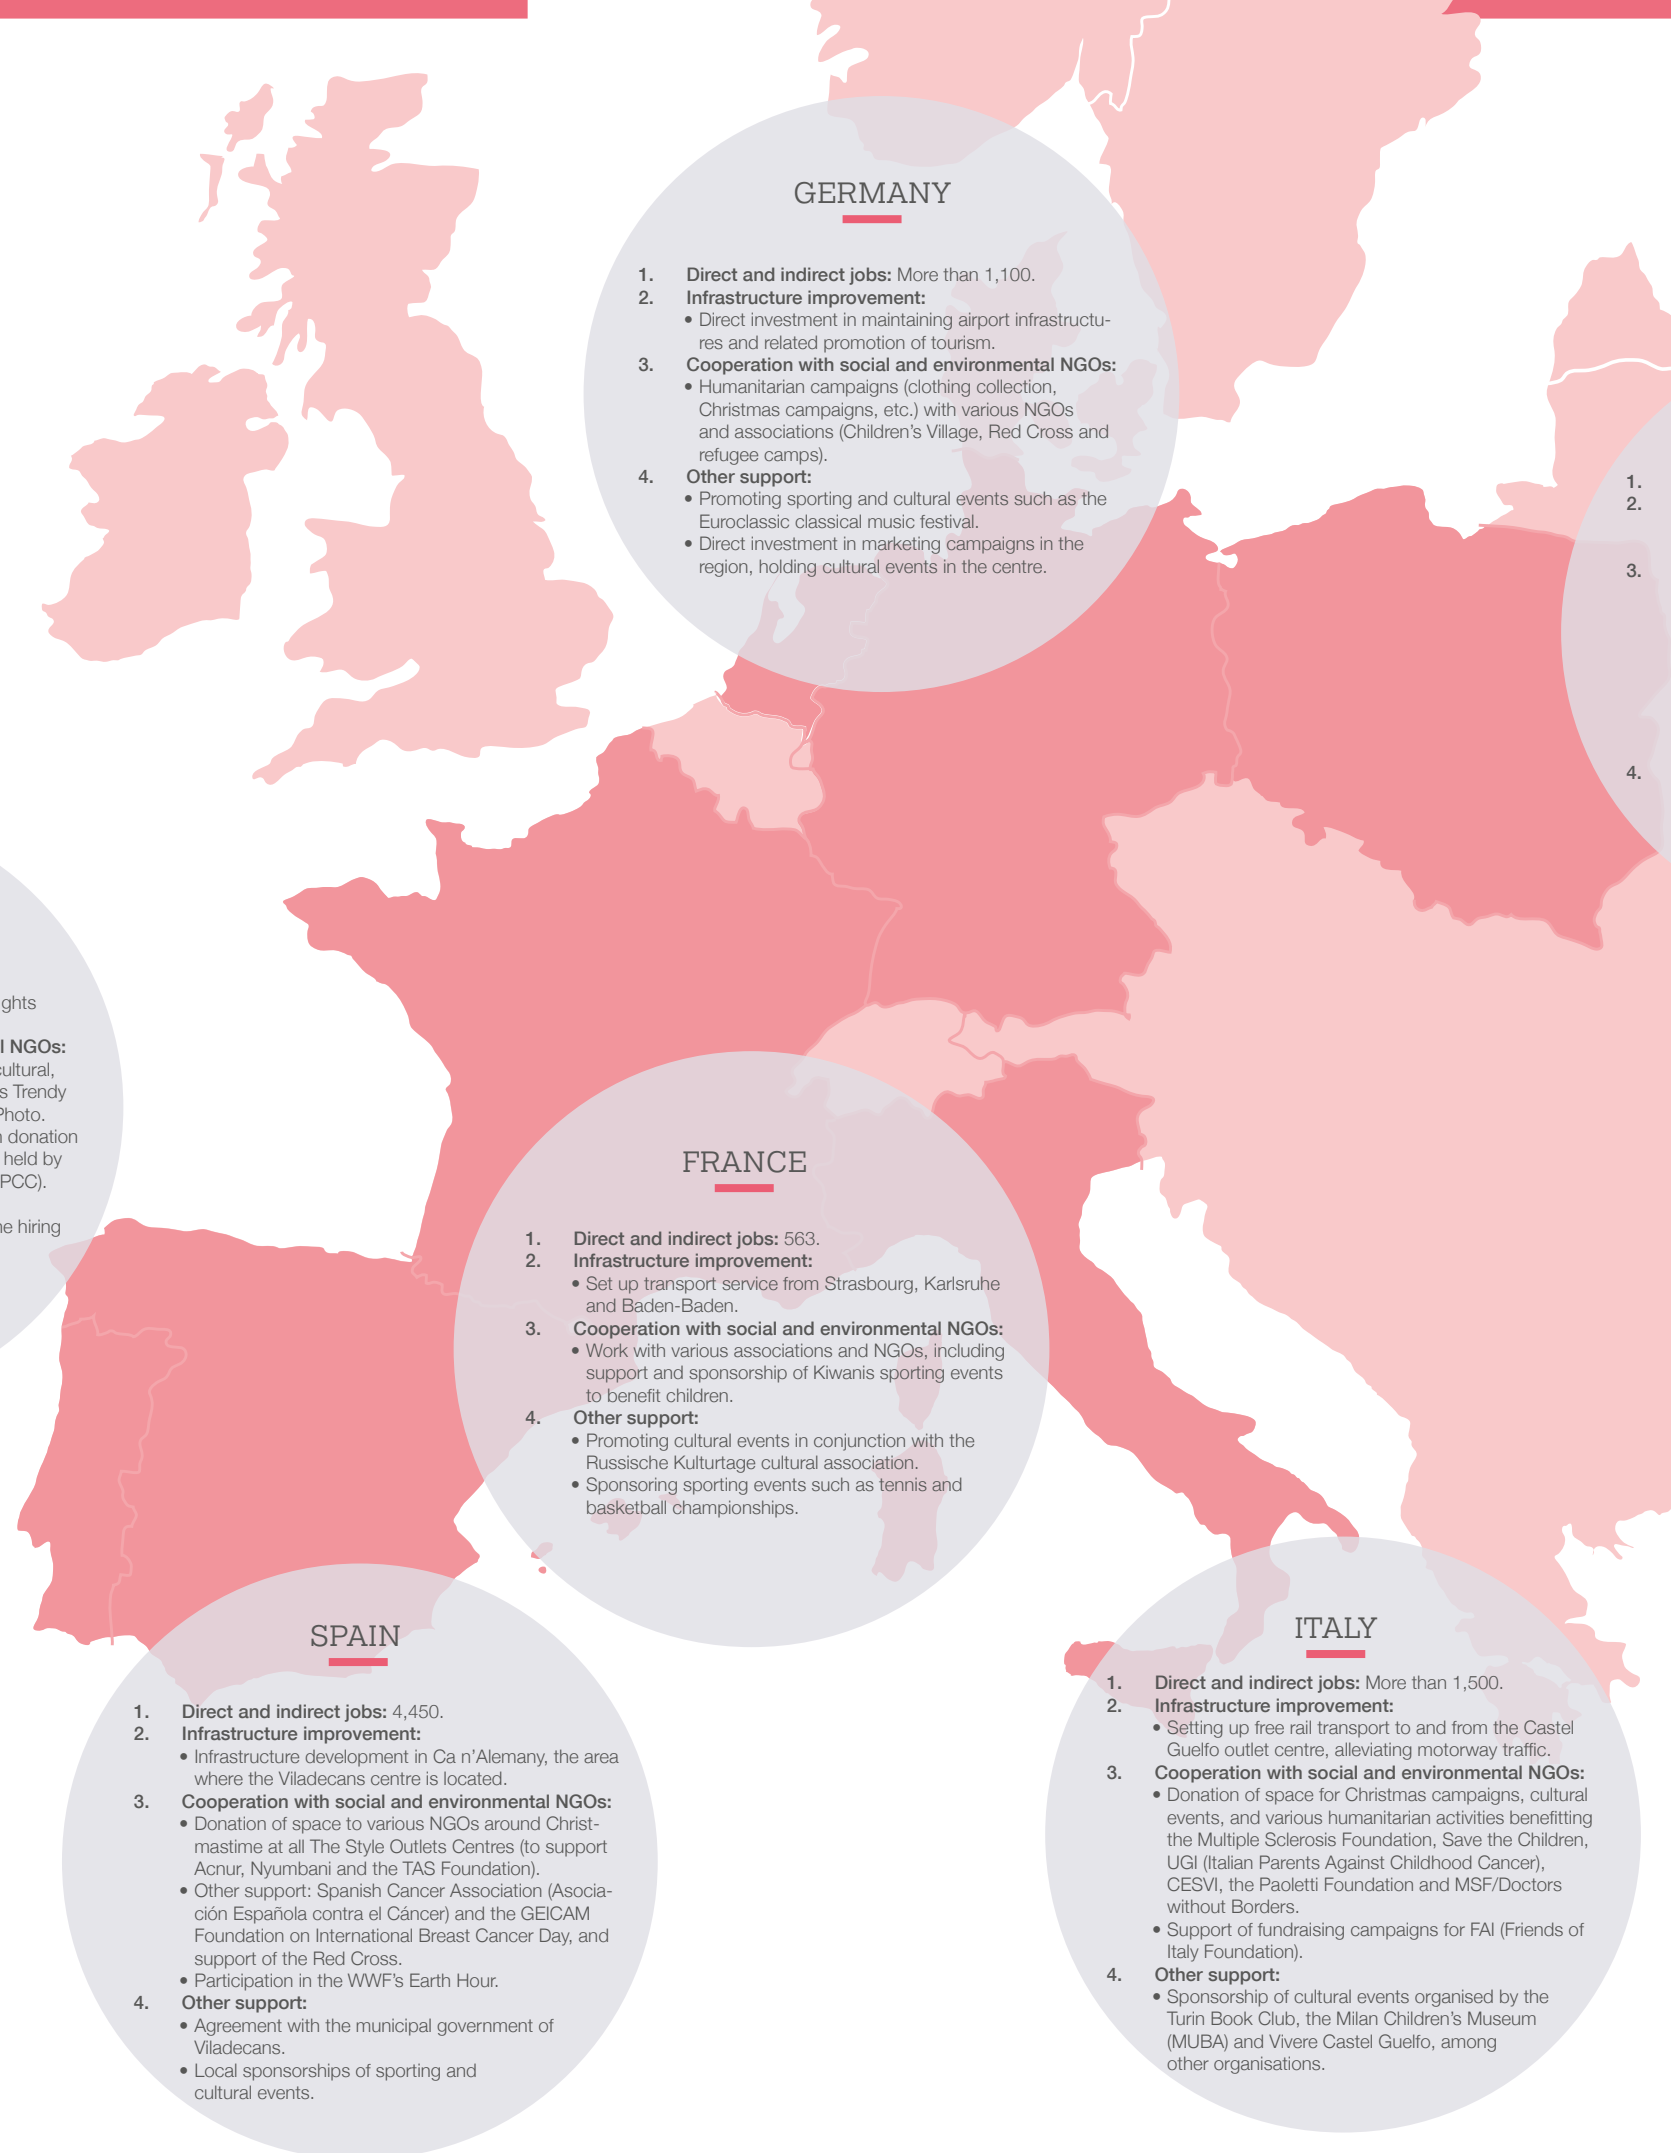 GERMANY
1. Direct and indirect jobs: More than 1,100.
2. Infrastructure improvement:
• Direct investment in maintaining airport infrastructu-
res and related promotion of tourism.
3. Cooperation with social and environmental NGOs:
• Humanitarian campaigns (clothing collection,
Christmas campaigns, etc.) with various NGOs
and associations (Children's Village, Red Cross and
refugee camps).
4. Other support:
• Promoting sporting and cultural events such as the
Euroclassic classical music festival.
• Direct investment in marketing campaigns in the
region, holding cultural events in the centre.
1.
2.
3.
4.
ghts
l NGOs:
cultural,
s Trendy
Photo.
n donation
held by
PCC).
ne hiring
FRANCE
1. Direct and indirect jobs: 563.
2. Infrastructure improvement:
• Set up transport service from Strasbourg, Karlsruhe
and Baden-Baden.
3. Cooperation with social and environmental NGOs:
• Work with various associations and NGOs, including
support and sponsorship of Kiwanis sporting events
to benefit children.
4. Other support:
• Promoting cultural events in conjunction with the
Russische Kulturtage cultural association.
• Sponsoring sporting events such as tennis and
basketball championships.
SPAIN
1. Direct and indirect jobs: 4,450.
2. Infrastructure improvement:
• Infrastructure development in Ca n'Alemany, the area
where the Viladecans centre is located.
3. Cooperation with social and environmental NGOs:
• Donation of space to various NGOs around Christ-
mastime at all The Style Outlets Centres (to support
Acnur, Nyumbani and the TAS Foundation).
• Other support: Spanish Cancer Association (Asocia-
ción Española contra el Cáncer) and the GEICAM
Foundation on International Breast Cancer Day, and
support of the Red Cross.
• Participation in the WWF's Earth Hour.
4. Other support:
• Agreement with the municipal government of
Viladecans.
• Local sponsorships of sporting and
cultural events.
ITALY
1. Direct and indirect jobs: More than 1,500.
2. Infrastructure improvement:
• Setting up free rail transport to and from the Castel
Guelfo outlet centre, alleviating motorway traffic.
3. Cooperation with social and environmental NGOs:
• Donation of space for Christmas campaigns, cultural
events, and various humanitarian activities benefitting
the Multiple Sclerosis Foundation, Save the Children,
UGI (Italian Parents Against Childhood Cancer),
CESVI, the Paoletti Foundation and MSF/Doctors
without Borders.
• Support of fundraising campaigns for FAI (Friends of
Italy Foundation).
4. Other support:
• Sponsorship of cultural events organised by the
Turin Book Club, the Milan Children's Museum
(MUBA) and Vivere Castel Guelfo, among
other organisations.